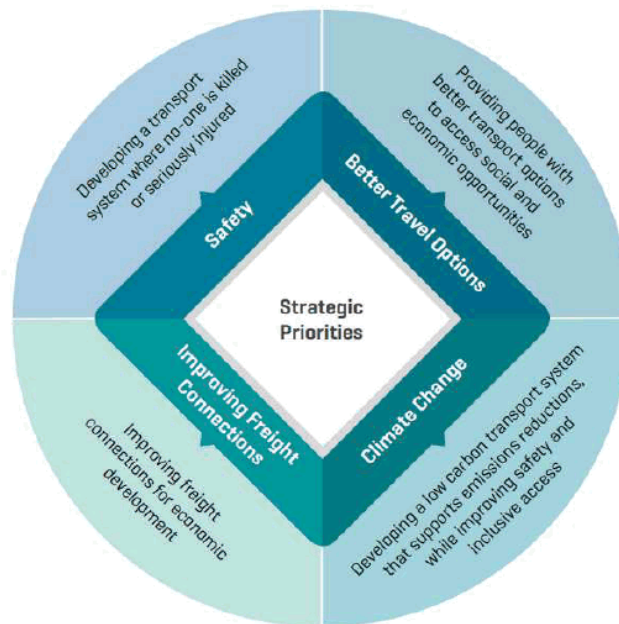 Strategic
Priorities
Safety
Developing a transport
system where no-one is killed
or seriously injured
Better Travel Options
Providing people with
better transport options
to access social and
economic opportunities
Improving Freight
Connections
Improving freight
connections for economic
development
Climate Change
Developing a low carbon transport system
that supports emissions reductions,
while improving safety and
inclusive access